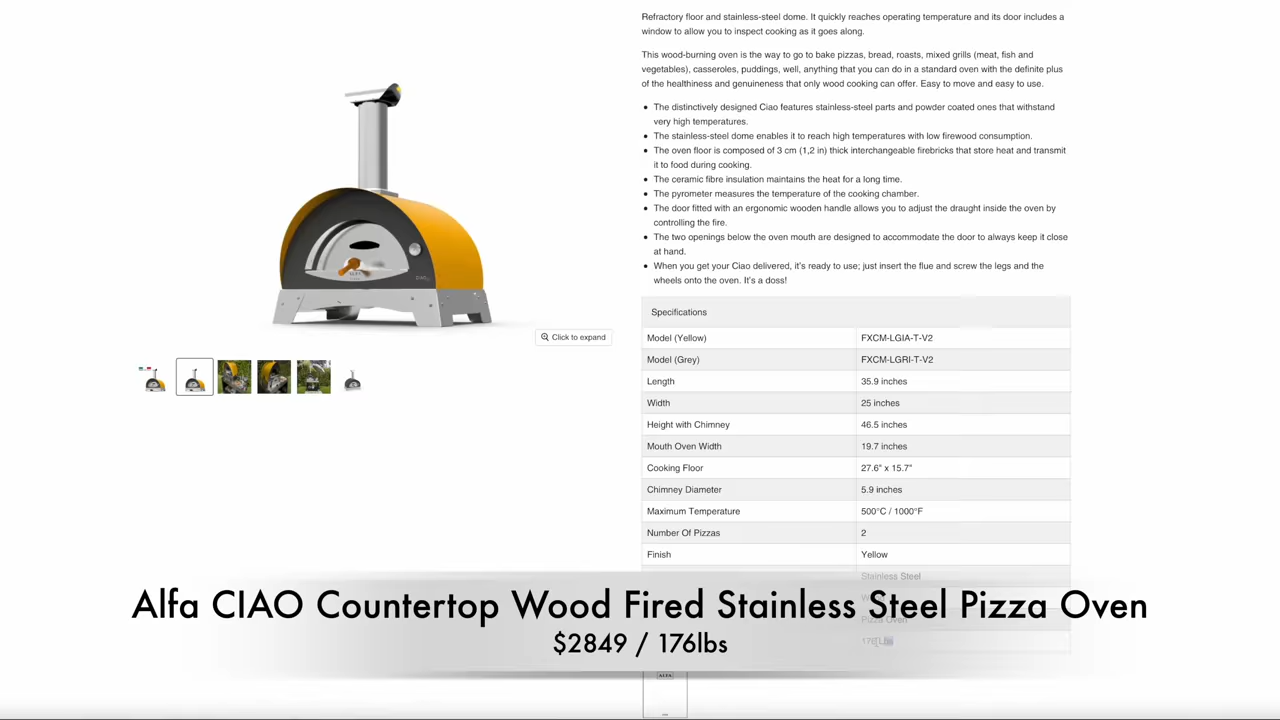 Refractory floor and stainless-steel dome. It quickly reaches operating temperature and its door includes a
window to allow you to inspect cooking as it goes along.
This wood-burning oven is the way to go to bake pizzas, bread, roasts, mixed grills (meat, fish and
vegetables), casseroles, puddings, well, anything that you can do in a standard oven with the definite plus
of the healthiness and genuineness that only wood cooking can offer. Easy to move and easy to use.
The distinctively designed Ciao features stainless-steel parts and powder coated ones that withstand
very high temperatures.
The stainless-steel dome enables it to reach high temperatures with low firewood consumption.
The oven floor is composed of 3 cm (1,2 in) thick interchangeable firebricks that store heat and transmit
it to food during cooking.
The ceramic fibre insulation maintains the heat for a long time.
The pyrometer measures the temperature of the cooking chamber.
The door fitted with an ergonomic wooden handle allows you to adjust the draught inside the oven by
controlling the fire.
The two openings below the oven mouth are designed to accommodate the door to always keep it close
at hand.
When you get your Ciao delivered, it's ready to use; just insert the flue and screw the legs and the
wheels onto the oven. It's a doss!
Click to expand
Specifications
Model (Yellow) FXCM-LGIA-T-V2
Model (Grey) FXCM-LGRI-T-V2
Length 35.9 inches
Width 25 inches
Height with Chimney 46.5 inches
Mouth Oven Width 19.7 inches
Cooking Floor 27.6" x 15.7"
Chimney Diameter 5.9 inches
Maximum Temperature 500°C / 1000°F
Number Of Pizzas 2
Finish Yellow
Stainless Steel
Pizza Oven
Alfa CIAO Countertop Wood Fired Stainless Steel Pizza Oven
$2849 / 176lbs
ALFA